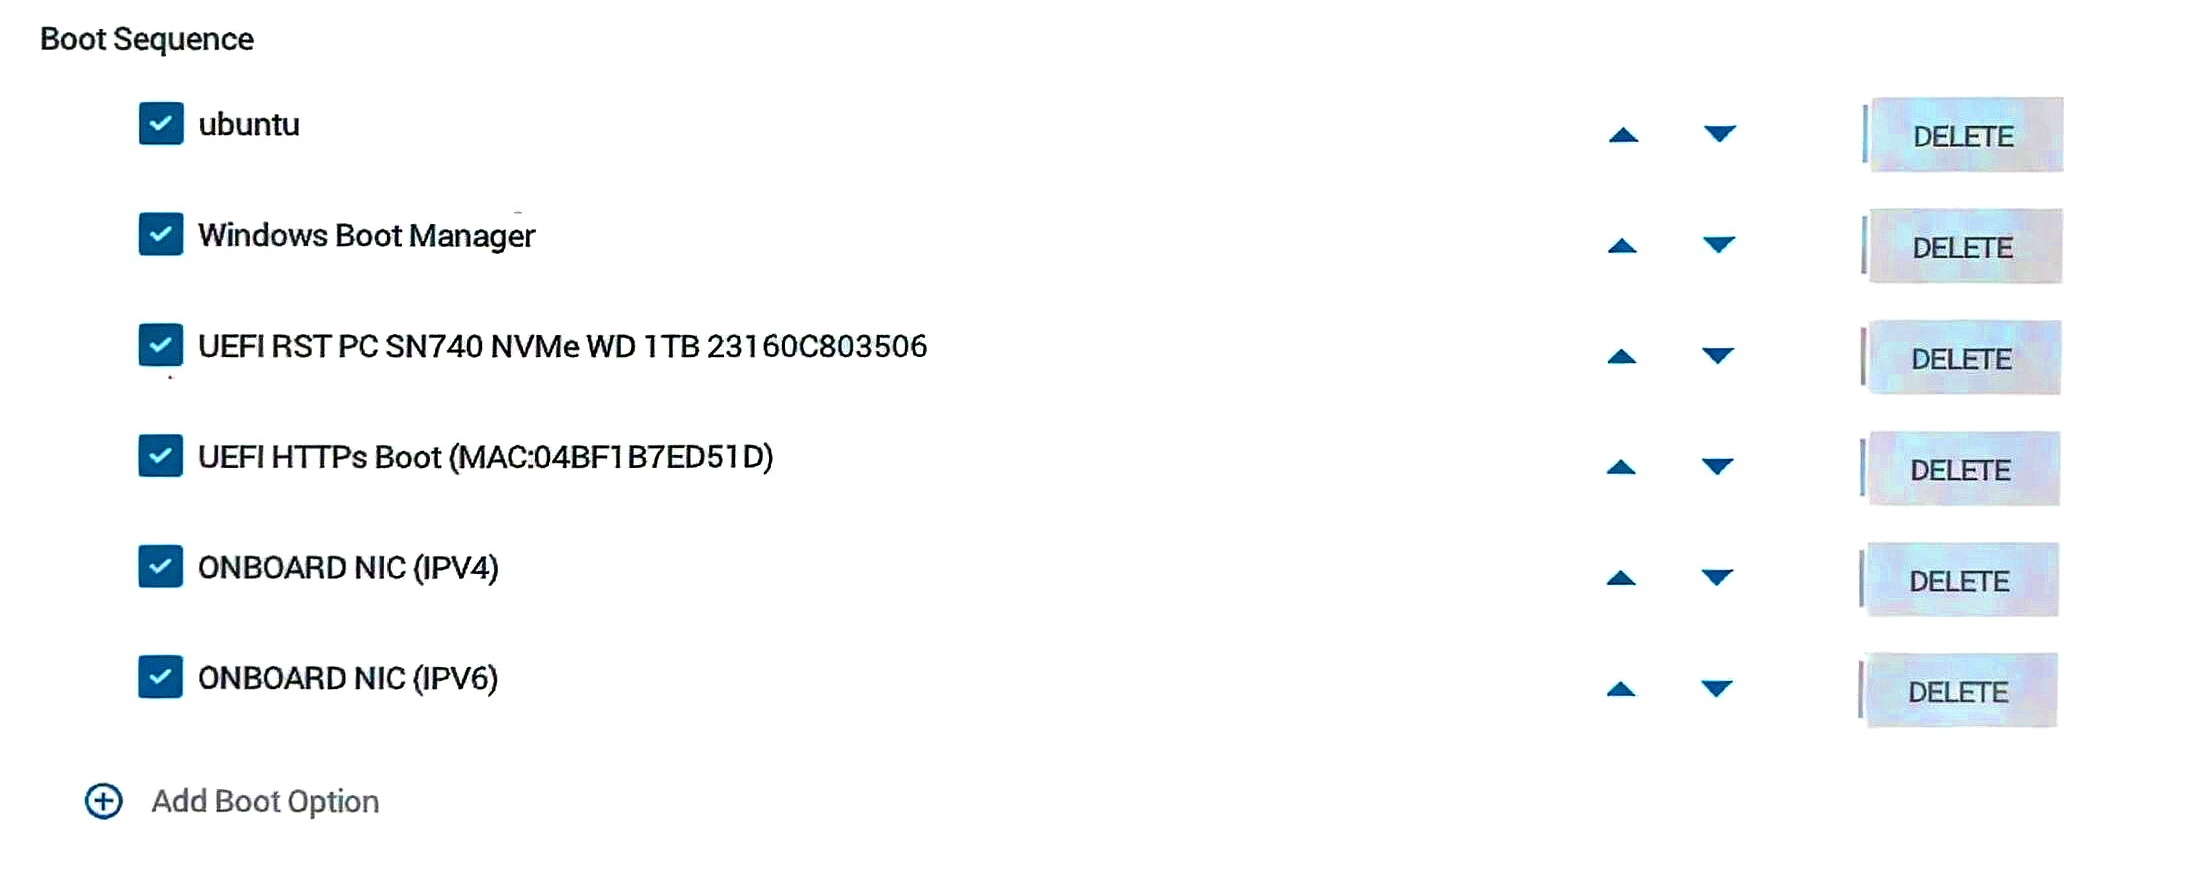 Boot Sequence
ubuntu DELETE
Windows Boot Manager DELETE
UEFI RST PC SN740 NVMe WD 1TB 23160C803506 DELETE
UEFI HTTPs Boot (MAC:04BF1B7ED51D) DELETE
ONBOARD NIC (IPV4) DELETE
ONBOARD NIC (IPV6) DELETE
Add Boot Option